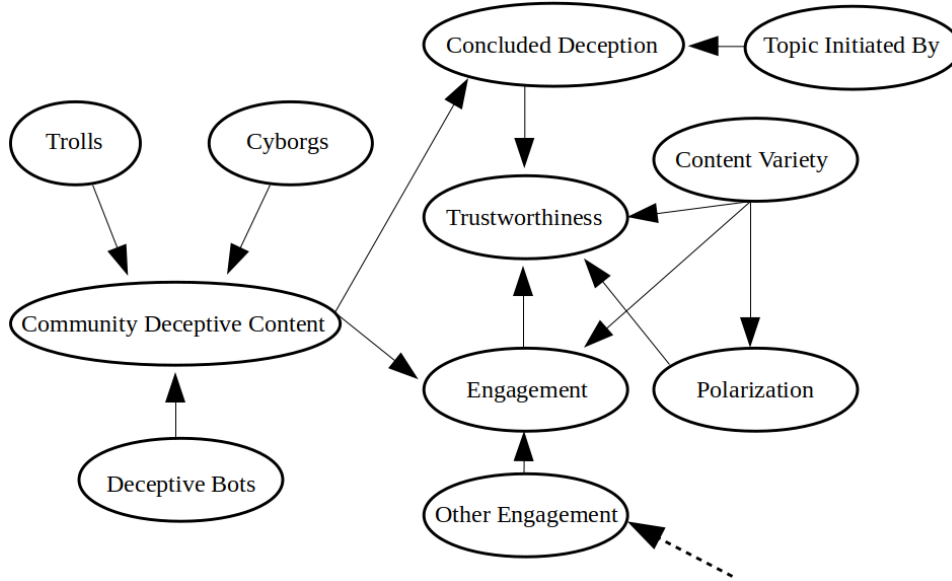 Concluded Deception
Topic Initiated By
Trolls
Cyborgs
Content Variety
Trustworthiness
Community Deceptive Content
Engagement
Polarization
Deceptive Bots
Other Engagement